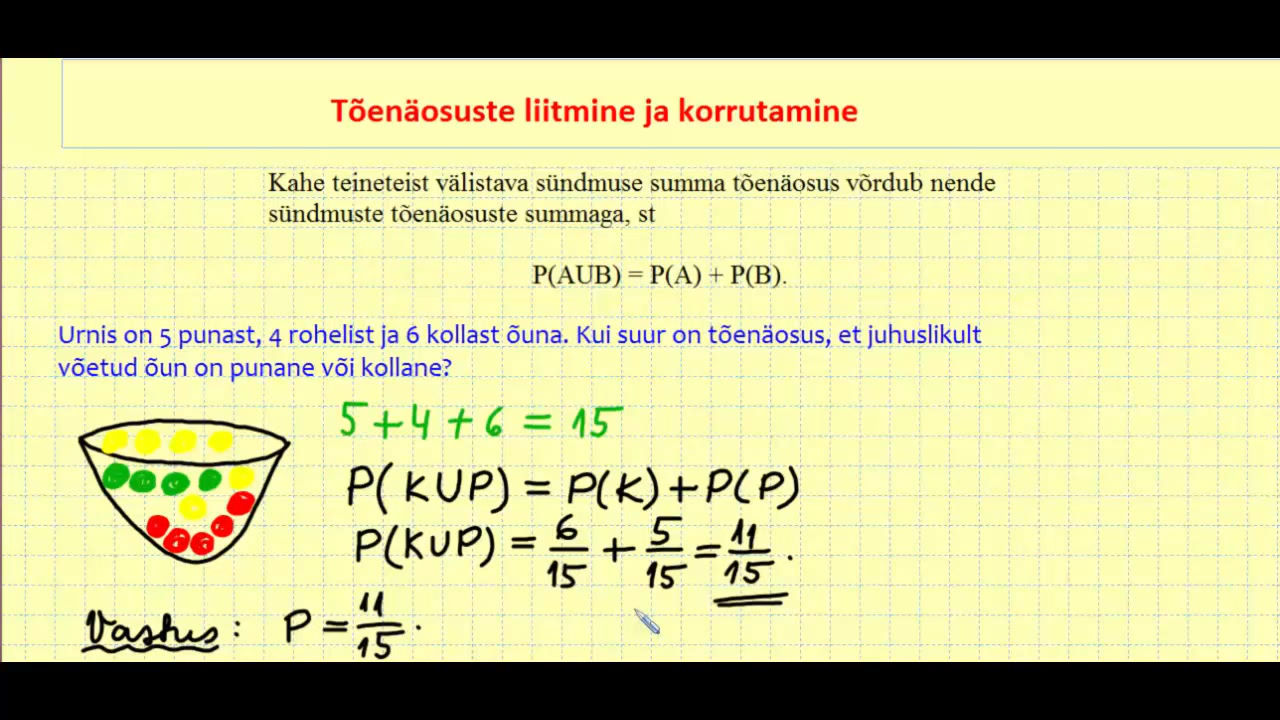 Tõenäosuste liitmine ja korrutamine
Kahe teineteist välistava sündmuse summa tõenäosus võrdub nende
sündmuste tõenäosuste summaga, st
P(AUB) = P(A) + P(B).
Urnis on 5 punast, 4 rohelist ja 6 kollast õuna. Kui suur on tõenäosus, et juhuslikult
võetud õun on punane või kollane?
5 + 4 + 6 = 15
P(KUP) = P(K) + P(P)
P(KUP) = 6/15 + 5/15 = 11/15.
Vastus: P = 11/15.